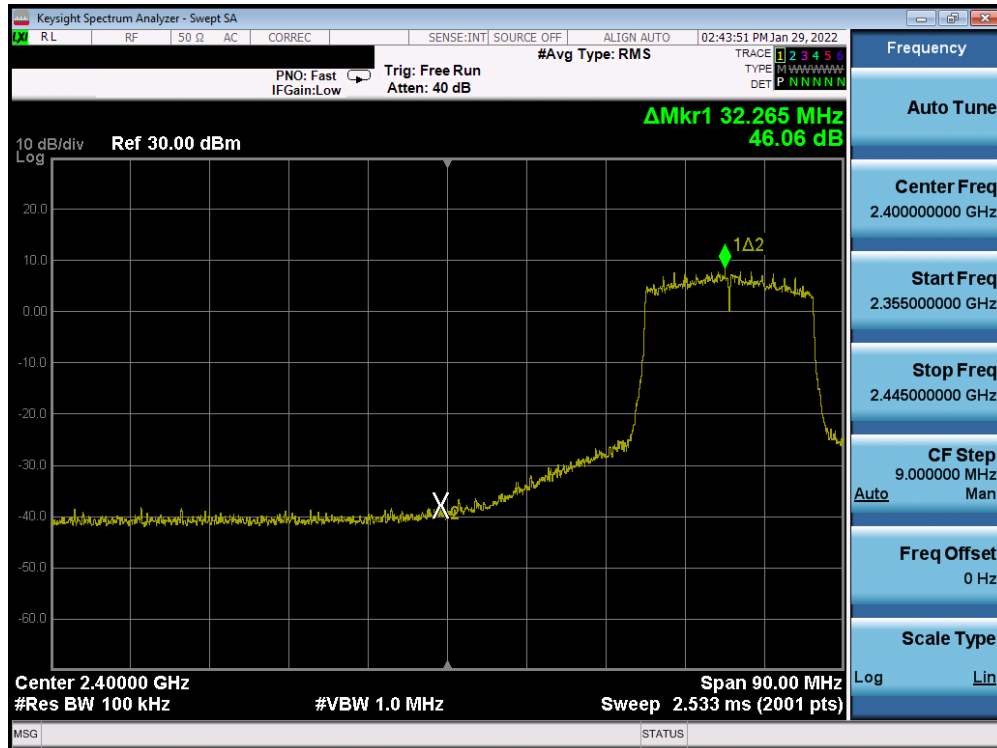 Keysight Spectrum Analyzer - Swept SA
LXI RL RF 50 Ω AC CORREC SENSE:INT SOURCE OFF ALIGN AUTO 02:43:51 PM Jan 29, 2022
#Avg Type: RMS
TRACE 1 2 3 4 5 6
PNO: Fast Trig: Free Run TYPE M W W W W W
IFGain:Low Atten: 40 dB DET P N N N N N
ΔMkr1 32.265 MHz
46.06 dB
10 dB/div Ref 30.00 dBm
Log
20.0
10.0
0.00
-10.0
-20.0
-30.0
-40.0
-50.0
-60.0
1Δ2
X2
Center 2.40000 GHz Span 90.00 MHz
#Res BW 100 kHz #VBW 1.0 MHz Sweep 2.533 ms (2001 pts)
MSG STATUS
Frequency
Auto Tune
Center Freq
2.400000000 GHz
Start Freq
2.355000000 GHz
Stop Freq
2.445000000 GHz
CF Step
9.000000 MHz
Auto Man
Freq Offset
0 Hz
Scale Type
Log Lin